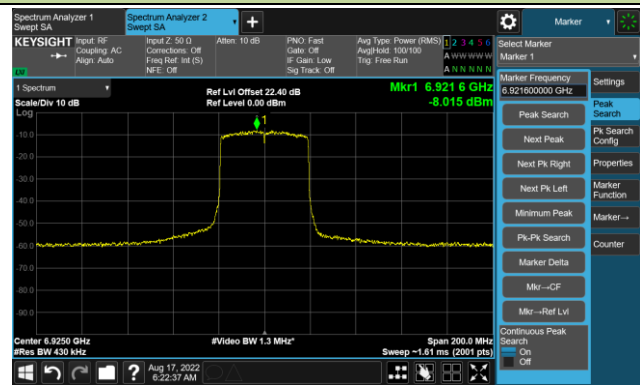 Spectrum Analyzer 1
Swept SA
Spectrum Analyzer 2
Swept SA
Marker
KEYSIGHT
Input: RF
Coupling: AC
Align: Auto
Input Z: 50 Ω
Corrections: Off
Freq Ref: Int (S)
NFE: Off
Atten: 10 dB
PNO: Fast
Gate: Off
IF Gain: Low
Sig Track: Off
Avg Type: Power (RMS)
Avg|Hold: 100/100
Trig: Free Run
1 2 3 4 5 6
A W W W W W
A N N N N N
Select Marker
Marker 1
LXI
1 Spectrum
Scale/Div 10 dB
Log
Ref Lvl Offset 22.40 dB
Ref Level 0.00 dBm
Mkr1 6.921 6 GHz
-8.015 dBm
1
-10.0
-20.0
-30.0
-40.0
-50.0
-60.0
-70.0
-80.0
-90.0
Center 6.9250 GHz
#Res BW 430 kHz
#Video BW 1.3 MHz*
Span 200.0 MHz
Sweep ~1.61 ms (2001 pts)
Marker Frequency
6.921600000 GHz
Peak Search
Next Peak
Next Pk Right
Next Pk Left
Minimum Peak
Pk-Pk Search
Marker Delta
Mkr→CF
Mkr→Ref Lvl
Continuous Peak
Search
On
Off
Settings
Peak
Search
Pk Search
Config
Properties
Marker
Function
Marker→
Counter
?
Aug 17, 2022
6:22:37 AM